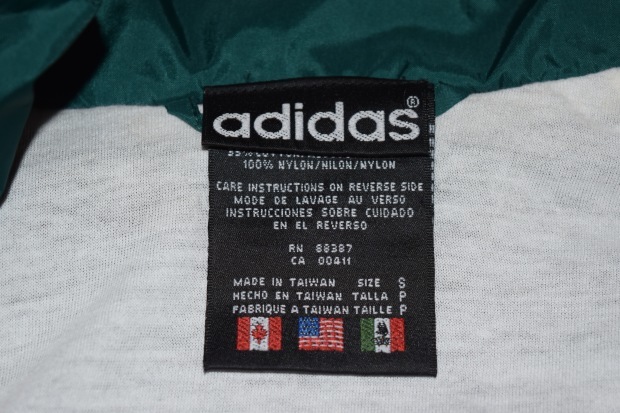 adidas®
100% NYLON/NILON/NYLON
CARE INSTRUCTIONS ON REVERSE SIDE
MODE DE LAVAGE AU VERSO
INSTRUCCIONES SOBRE CUIDADO
EN EL REVERSO
RN 88387
CA 00411
MADE IN TAIWAN SIZE S
HECHO EN TAIWAN TALLA P
FABRIQUE A TAIWAN TAILLE P